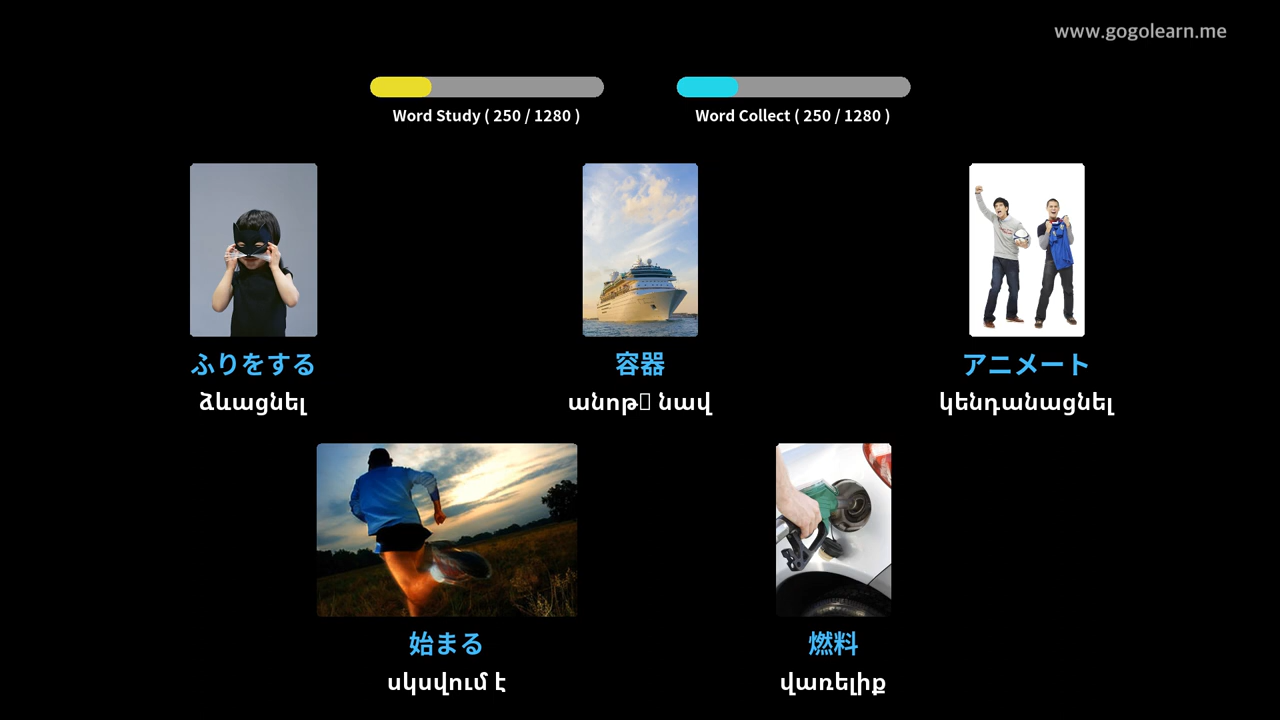 www.gogolearn.me
Word Study ( 250 / 1280 )
Word Collect ( 250 / 1280 )
ふりをする
ձևացնել
容器
անոթ նավ
アニメート
կենդանացնել
始まる
սկսվում է
燃料
վառելիք